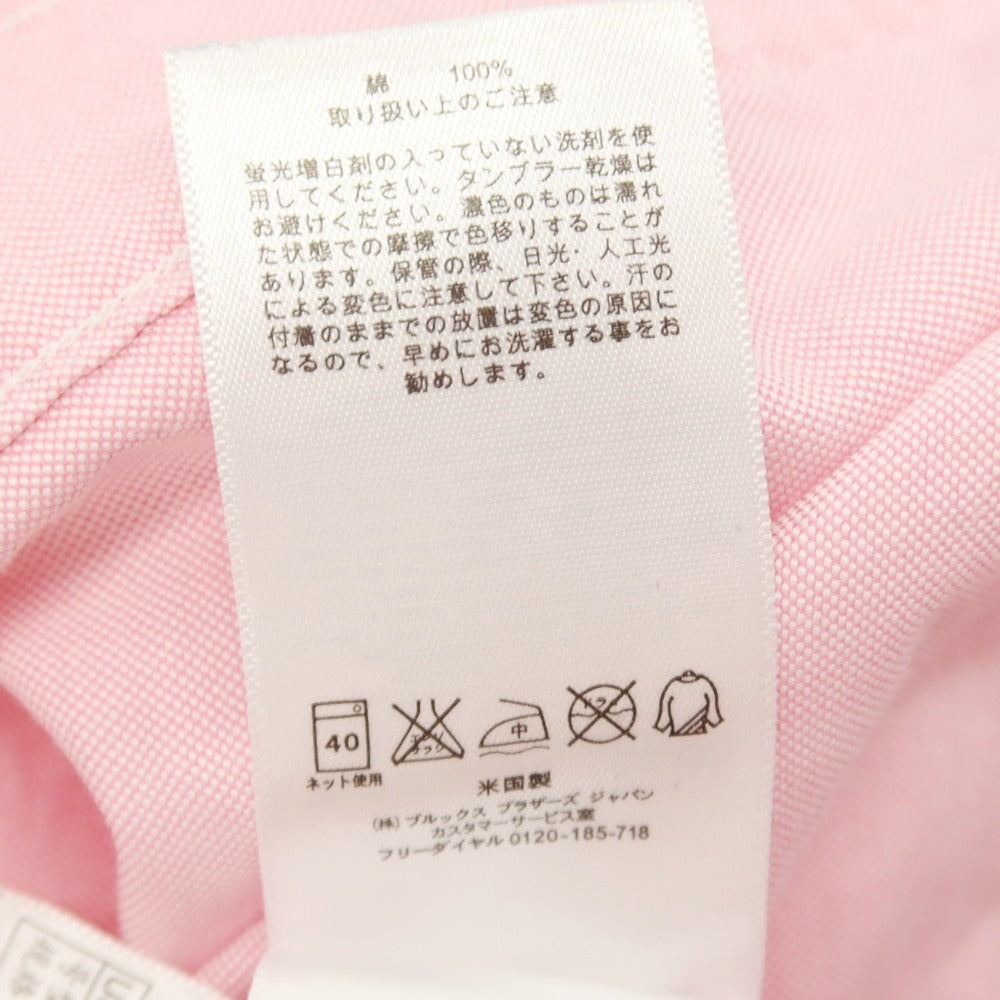 綿 100%
取り扱い上のご注意
蛍光増白剤の入っていない洗剤を使
用してください。タンブラー乾燥は
お避けください。濃色のものは濡れ
た状態での摩擦で色移りすることが
あります。保管の際、日光・人工光
による変色に注意して下さい。汗の
付着のままでの放置は変色の原因に
なるので、早めにお洗濯する事をお
勧めします。
40
エンソ
サラシ
中
ドライ
ネット使用
米国製
(株)ブルックス ブラザーズ ジャパン
カスタマーサービス室
フリーダイヤル 0120-185-718